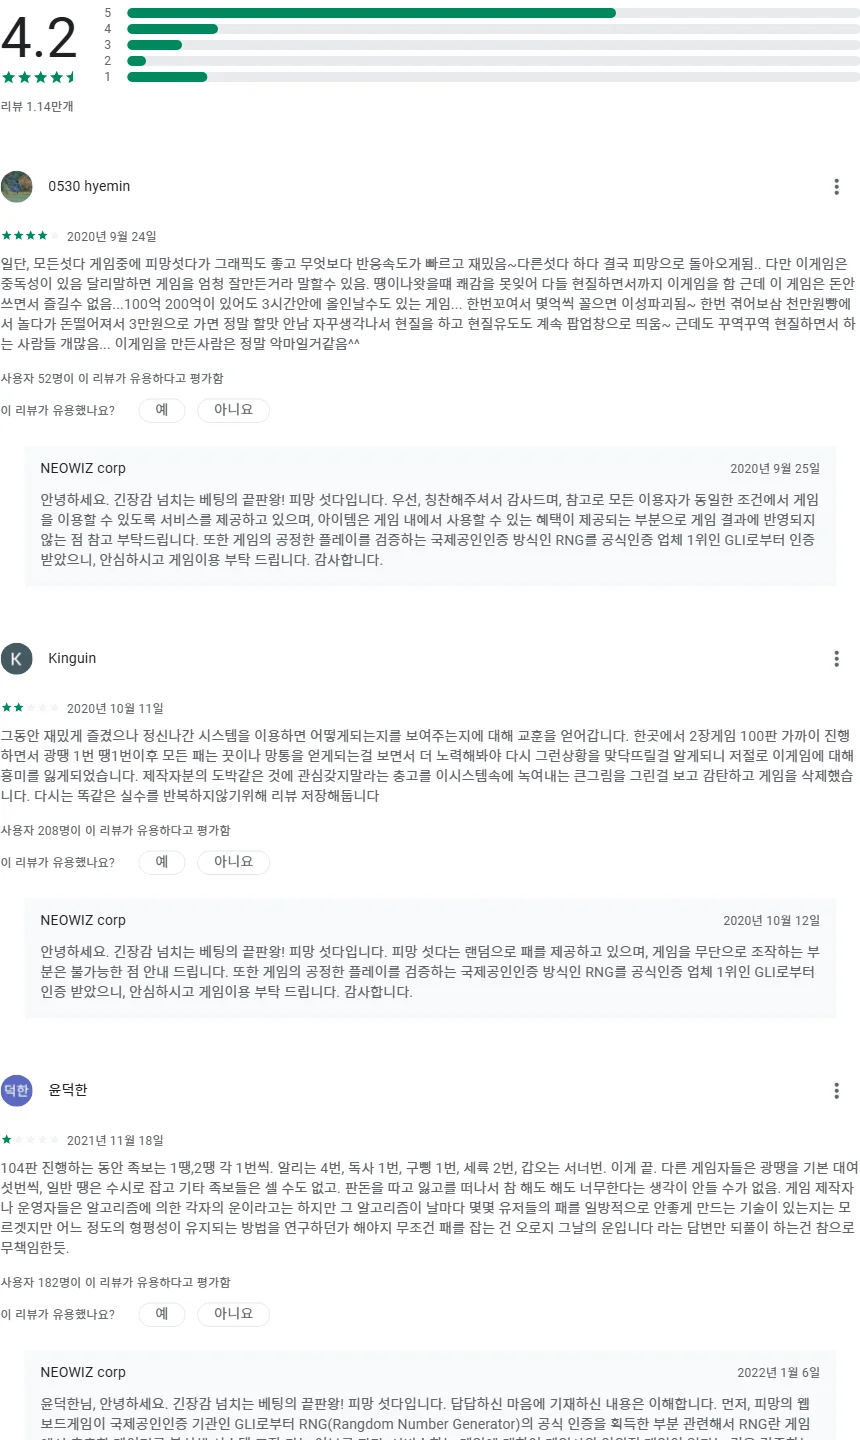 4.2
5
4
3
2
1
리뷰 1.14만개
0530 hyemin
2020년 9월 24일
일단, 모든섯다 게임중에 피망섯다가 그래픽도 좋고 무엇보다 반응속도가 빠르고 재밌음~다른섯다 하다 결국 피망으로 돌아오게됨.. 다만 이게임은
중독성이 있음 달리말하면 게임을 엄청 잘만든거라 말할수 있음. 땡이나왓을때 쾌감을 못잊어 다들 현질하면서까지 이게임을 함 근데 이 게임은 돈안
쓰면서 즐길수 없음...100억 200억이 있어도 3시간안에 올인날수도 있는 게임... 한번꼬여서 몇억씩 꼴으면 이성파괴됨~ 한번 겪어보삼 천만원빵에
서 놀다가 돈떨어져서 3만원으로 가면 정말 할맛 안남 자꾸생각나서 현질을 하고 현질유도도 계속 팝업창으로 띄움~ 근데도 꾸역꾸역 현질하면서 하
는 사람들 개많음... 이게임을 만든사람은 정말 악마일거같음^^
사용자 52명이 이 리뷰가 유용하다고 평가함
이 리뷰가 유용했나요? 예 아니요
NEOWIZ corp 2020년 9월 25일
안녕하세요. 긴장감 넘치는 베팅의 끝판왕! 피망 섯다입니다. 우선, 칭찬해주셔서 감사드며, 참고로 모든 이용자가 동일한 조건에서 게임
을 이용할 수 있도록 서비스를 제공하고 있으며, 아이템은 게임 내에서 사용할 수 있는 혜택이 제공되는 부분으로 게임 결과에 반영되지
않는 점 참고 부탁드립니다. 또한 게임의 공정한 플레이를 검증하는 국제공인인증 방식인 RNG를 공식인증 업체 1위인 GLI로부터 인증
받았으니, 안심하시고 게임이용 부탁 드립니다. 감사합니다.
K
Kinguin
2020년 10월 11일
그동안 재밌게 즐겼으나 정신나간 시스템을 이용하면 어떻게되는지를 보여주는지에 대해 교훈을 얻어갑니다. 한곳에서 2장게임 100판 가까이 진행
하면서 광땡 1번 땡1번이후 모든 패는 끗이나 망통을 얻게되는걸 보면서 더 노력해봐야 다시 그런상황을 맞닥뜨릴걸 알게되니 저절로 이게임에 대해
흥미를 잃게되었습니다. 제작자분의 도박같은 것에 관심갖지말라는 충고를 이시스템속에 녹여내는 큰그림을 그린걸 보고 감탄하고 게임을 삭제했습
니다. 다시는 똑같은 실수를 반복하지않기위해 리뷰 저장해둡니다
사용자 208명이 이 리뷰가 유용하다고 평가함
이 리뷰가 유용했나요? 예 아니요
NEOWIZ corp 2020년 10월 12일
안녕하세요. 긴장감 넘치는 베팅의 끝판왕! 피망 섯다입니다. 피망 섯다는 랜덤으로 패를 제공하고 있으며, 게임을 무단으로 조작하는 부
분은 불가능한 점 안내 드립니다. 또한 게임의 공정한 플레이를 검증하는 국제공인인증 방식인 RNG를 공식인증 업체 1위인 GLI로부터
인증 받았으니, 안심하시고 게임이용 부탁 드립니다. 감사합니다.
덕한
윤덕한
2021년 11월 18일
104판 진행하는 동안 족보는 1땡,2땡 각 1번씩. 알리는 4번, 독사 1번, 구삥 1번, 세륙 2번, 갑오는 서너번. 이게 끝. 다른 게임자들은 광땡을 기본 대여
섯번씩, 일반 땡은 수시로 잡고 기타 족보들은 셀 수도 없고. 판돈을 따고 잃고를 떠나서 참 해도 해도 너무한다는 생각이 안들 수가 없음. 게임 제작자
나 운영자들은 알고리즘에 의한 각자의 운이라고는 하지만 그 알고리즘이 날마다 몇몇 유저들의 패를 일방적으로 안좋게 만드는 기술이 있는지는 모
르겟지만 어느 정도의 형평성이 유지되는 방법을 연구하던가 해야지 무조건 패를 잡는 건 오로지 그날의 운입니다 라는 답변만 되풀이 하는건 참으로
무책임한듯.
사용자 182명이 이 리뷰가 유용하다고 평가함
이 리뷰가 유용했나요? 예 아니요
NEOWIZ corp 2022년 1월 6일
윤덕한님, 안녕하세요. 긴장감 넘치는 베팅의 끝판왕! 피망 섯다입니다. 답답하신 마음에 기재하신 내용은 이해합니다. 먼저, 피망의 웹
보드게임이 국제공인인증 기관인 GLI로부터 RNG(Rangdom Number Generator)의 공식 인증을 획득한 부분 관련해서 RNG란 게임